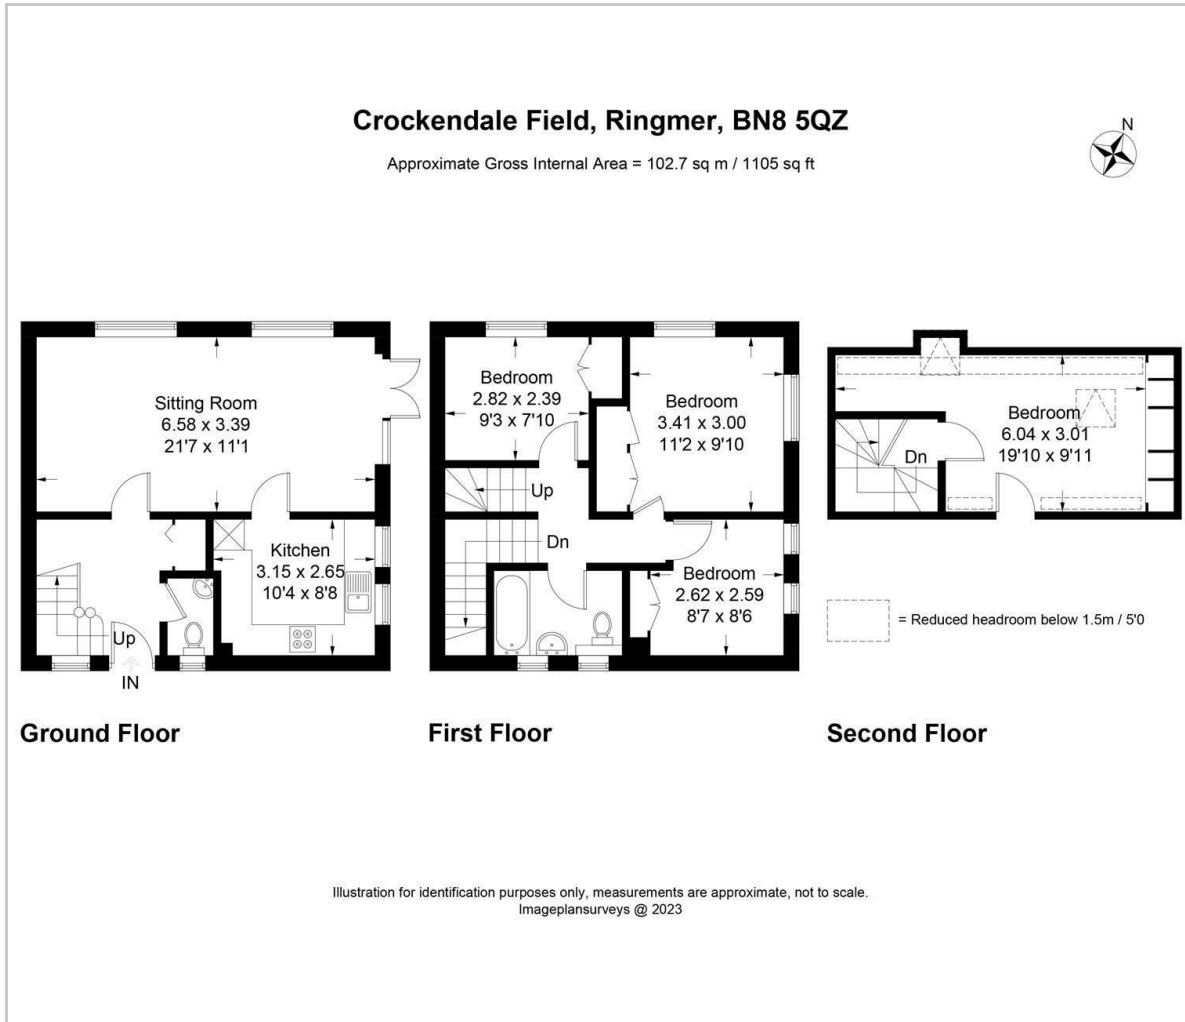 Crockendale Field, Ringmer, BN8 5QZ
Approximate Gross Internal Area = 102.7 sq m / 1105 sq ft
N
Sitting Room
6.58 x 3.39
21'7 x 11'1
Kitchen
3.15 x 2.65
10'4 x 8'8
Up
IN
Ground Floor
Bedroom
2.82 x 2.39
9'3 x 7'10
Bedroom
3.41 x 3.00
11'2 x 9'10
Up
Dn
Bedroom
2.62 x 2.59
8'7 x 8'6
First Floor
Bedroom
6.04 x 3.01
19'10 x 9'11
Dn
= Reduced headroom below 1.5m / 5'0
Second Floor
Illustration for identification purposes only, measurements are approximate, not to scale.
Imageplansurveys @ 2023